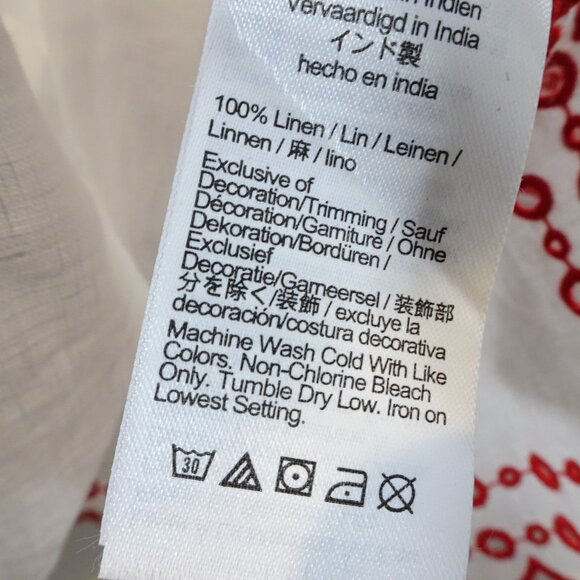 Indien
Vervaardigd in India
インド製
hecho en india
100% Linen / Lin / Leinen /
Linnen / 麻 / lino
Exclusive of
Decoration/Trimming / Sauf
Décoration/Garniture / Ohne
Dekoration/Bordüren /
Exclusief
Decoratie/Garneersel / 装飾部
分を除く/装飾 / excluye la
decoración/costura decorativa
Machine Wash Cold With Like
Colors. Non-Chlorine Bleach
Only. Tumble Dry Low. Iron on
Lowest Setting.
30